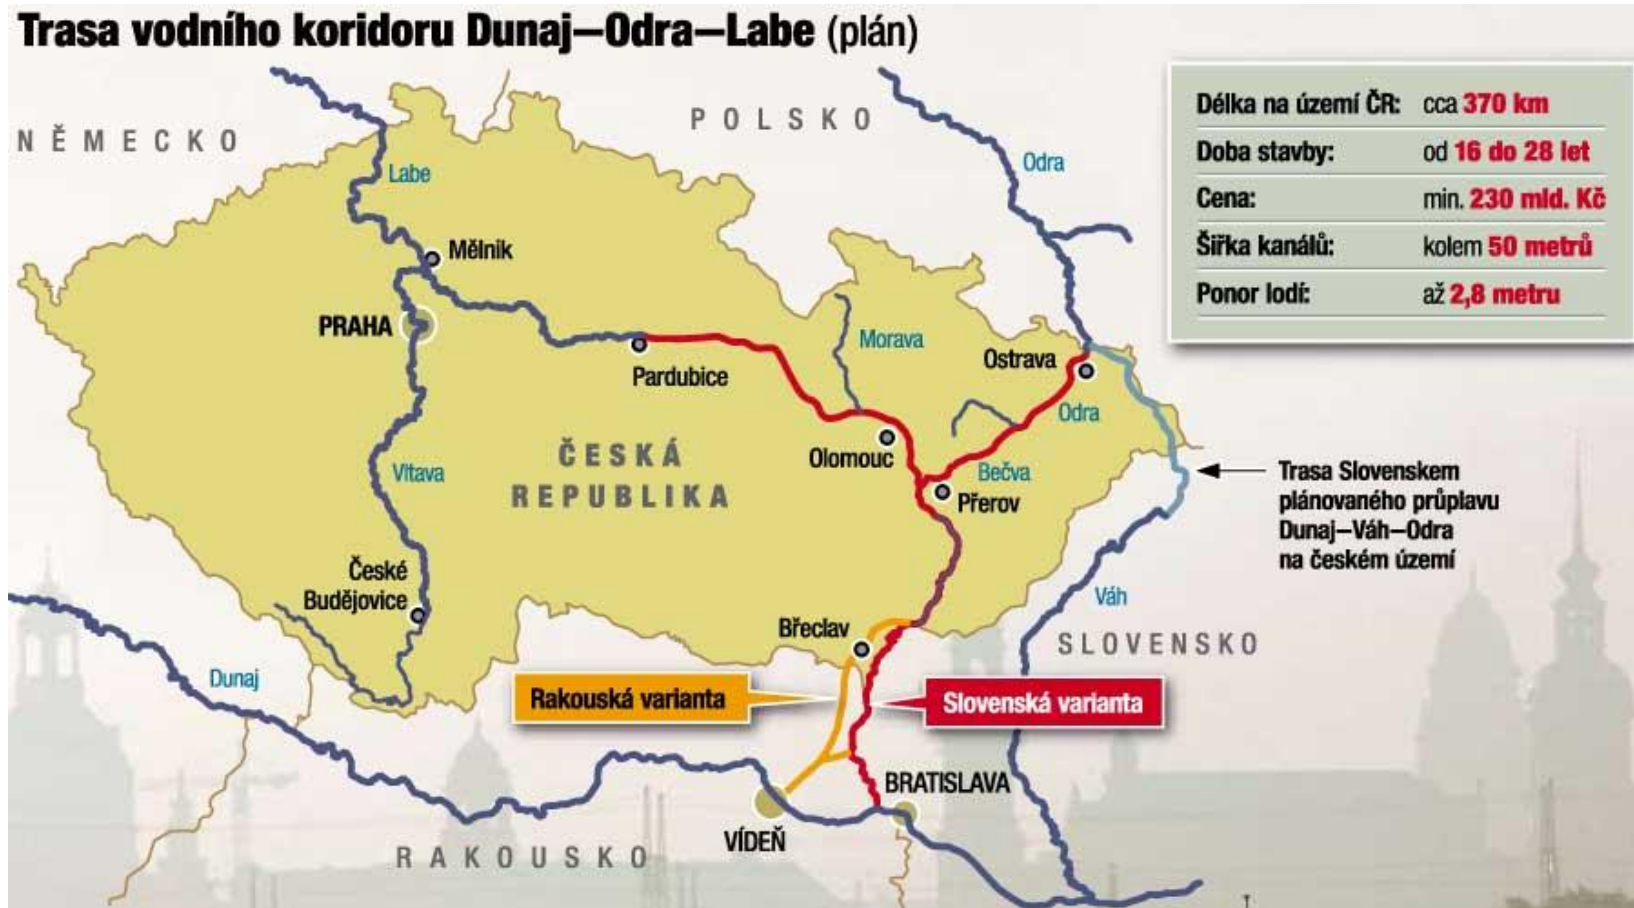 Trasa vodního koridoru Dunaj–Odra–Labe (plán)
Délka na území ČR: cca 370 km
Doba stavby: od 16 do 28 let
Cena: min. 230 mld. Kč
Šířka kanálů: kolem 50 metrů
Ponor lodí: až 2,8 metru
NĚMECKO
POLSKO
Labe
Odra
Mělnik
PRAHA
Morava
Ostrava
Pardubice
Odra
Olomouc
Bečva
Přerov
ČESKÁ
REPUBLIKA
Vltava
Trasa Slovenskem
plánovaného průplavu
Dunaj–Váh–Odra
na českém území
České
Budějovice
Váh
Břeclav
SLOVENSKO
Dunaj
Rakouská varianta
Slovenská varianta
BRATISLAVA
VÍDEŇ
RAKOUSKO